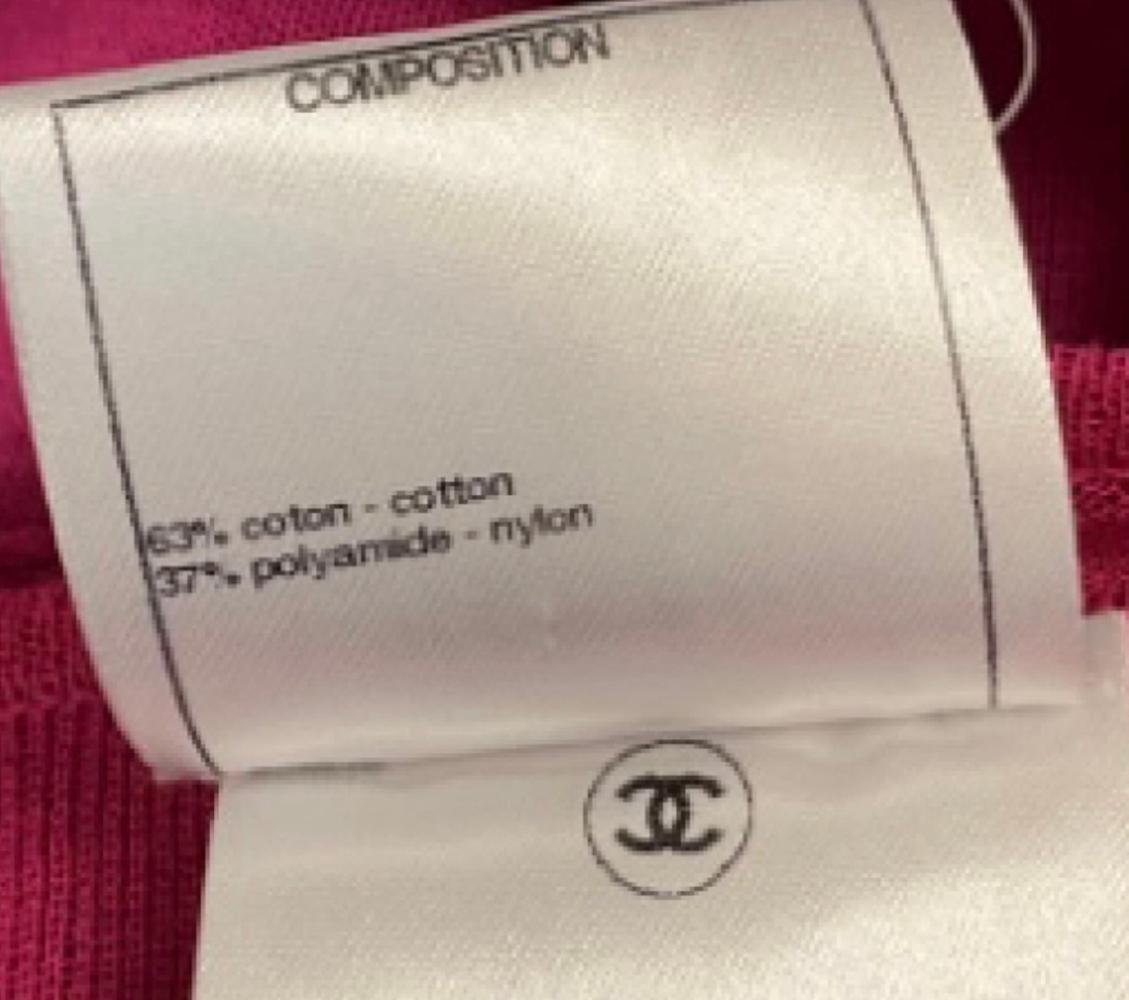 COMPOSITION
63% coton - cotton
37% polyamide - nylon